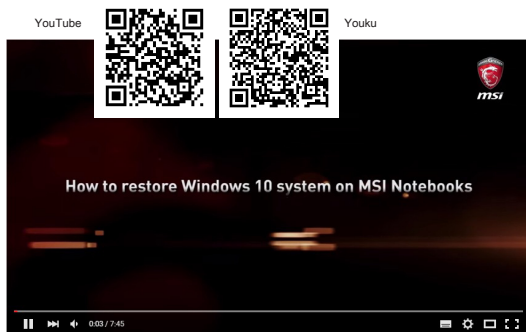 YouTube
Youku
msi
How to restore Windows 10 system on MSI Notebooks
0:03 / 7:45